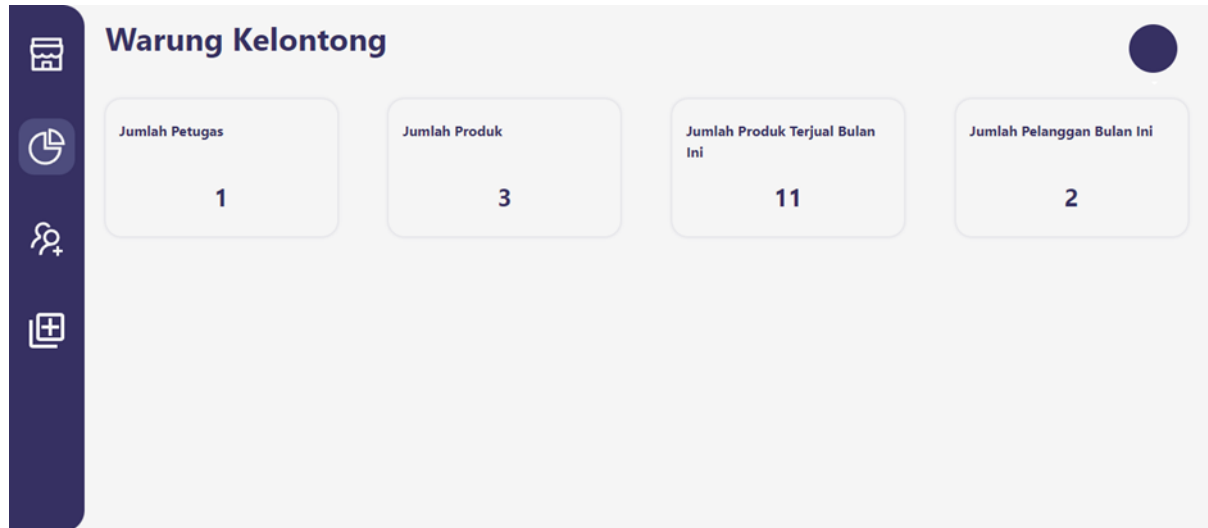 Warung Kelontong
Jumlah Petugas
1
Jumlah Produk
3
Jumlah Produk Terjual Bulan
Ini
11
Jumlah Pelanggan Bulan Ini
2